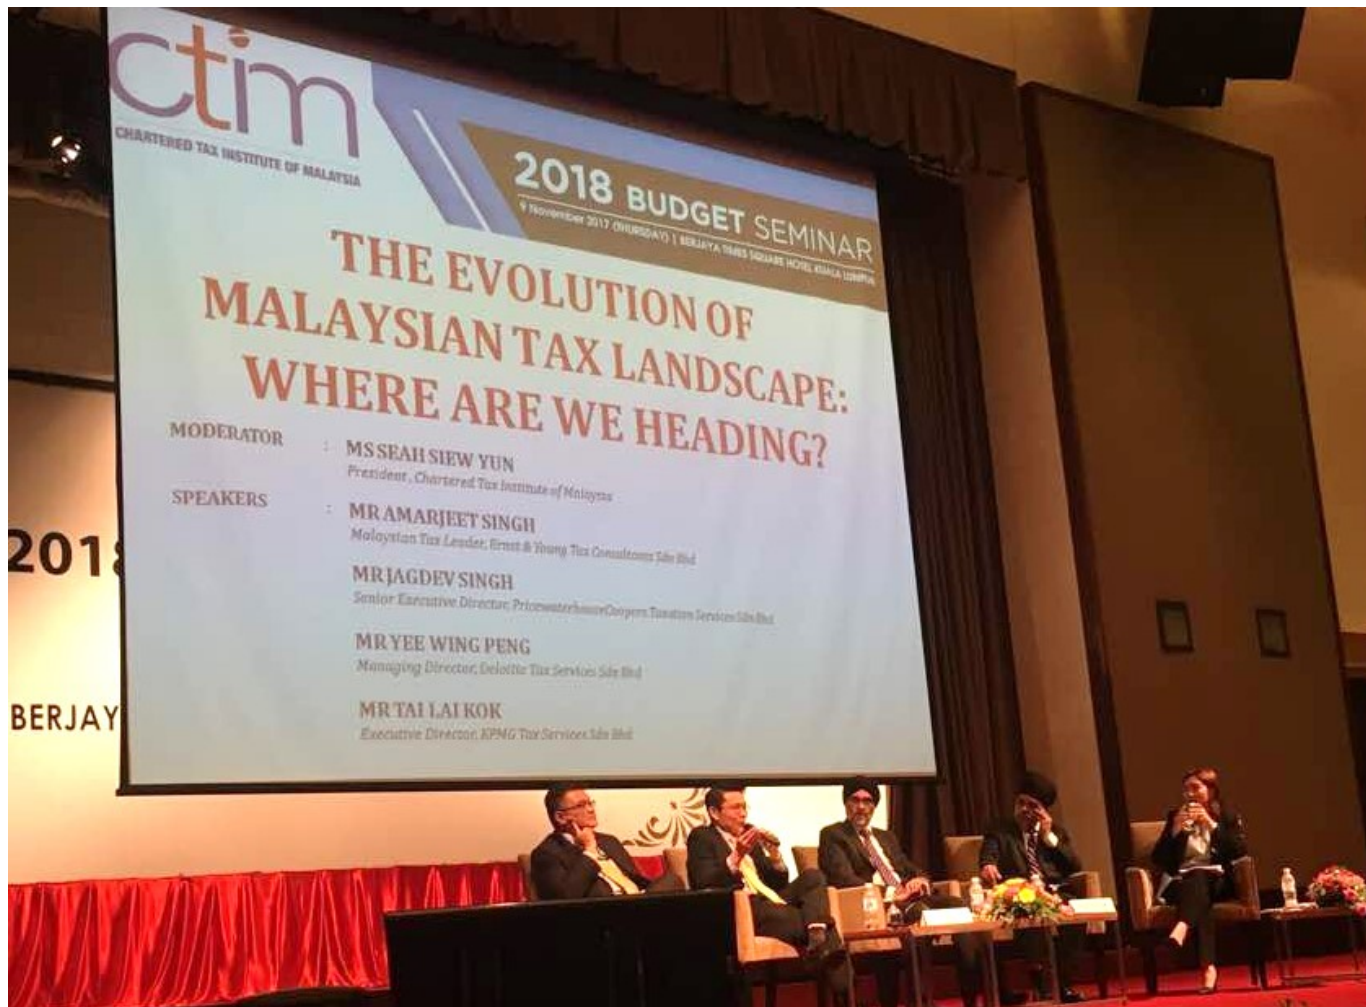 ctim
CHARTERED TAX INSTITUTE OF MALAYSIA
2018 BUDGET SEMINAR
9 November 2017 (THURSDAY) | BERJAYA TIMES SQUARE HOTEL KUALA LUMPUR
THE EVOLUTION OF
MALAYSIAN TAX LANDSCAPE:
WHERE ARE WE HEADING?
MODERATOR : MS SEAH SIEW YUN
President, Chartered Tax Institute of Malaysia
SPEAKERS : MR AMARJEET SINGH
Malaysian Tax Leader, Ernst & Young Tax Consultants Sdn Bhd
MR JAGDEV SINGH
Senior Executive Director, PricewaterhouseCoopers Taxation Services Sdn Bhd
MR YEE WING PENG
Managing Director, Deloitte Tax Services Sdn Bhd
MR TAI LAI KOK
Executive Director, KPMG Tax Services Sdn Bhd
2018
BERJAY